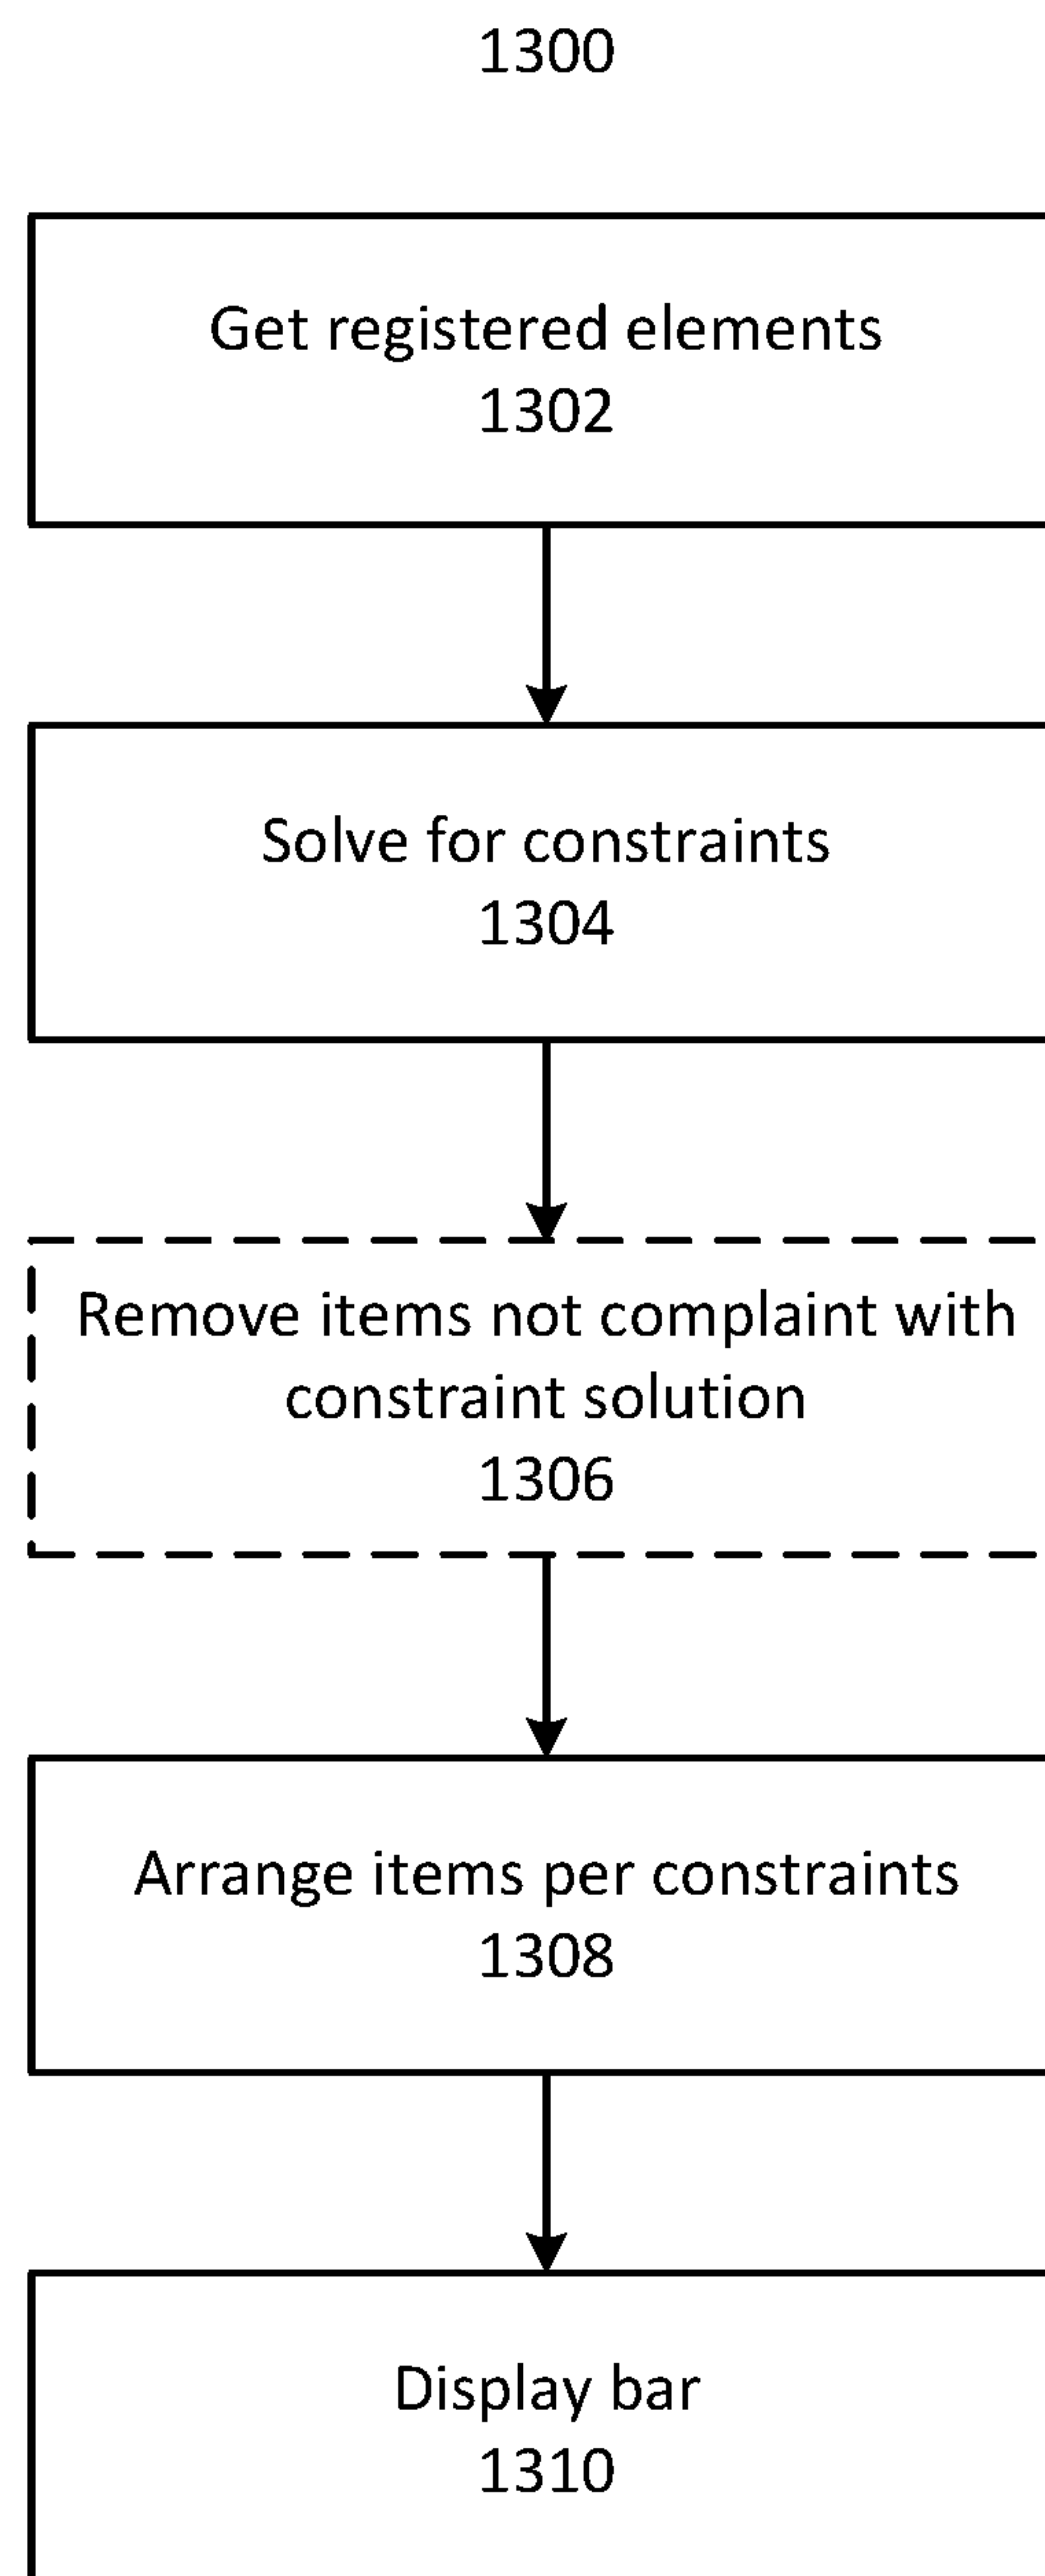 1300
Get registered elements
1302
Solve for constraints
1304
Remove items not complaint with
constraint solution
1306
Arrange items per constraints
1308
Display bar
1310